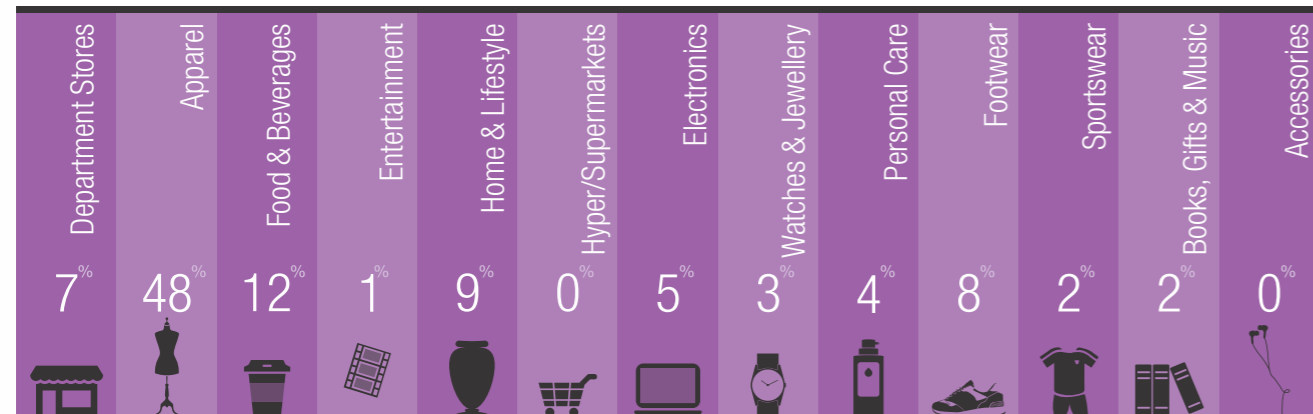 Department Stores
7%
Apparel
48%
Food & Beverages
12%
Entertainment
1%
Home & Lifestyle
9%
Hyper/Supermarkets
0%
Electronics
5%
Watches & Jewellery
3%
Personal Care
4%
Footwear
8%
Sportswear
2%
Books, Gifts & Music
2%
Accessories
0%